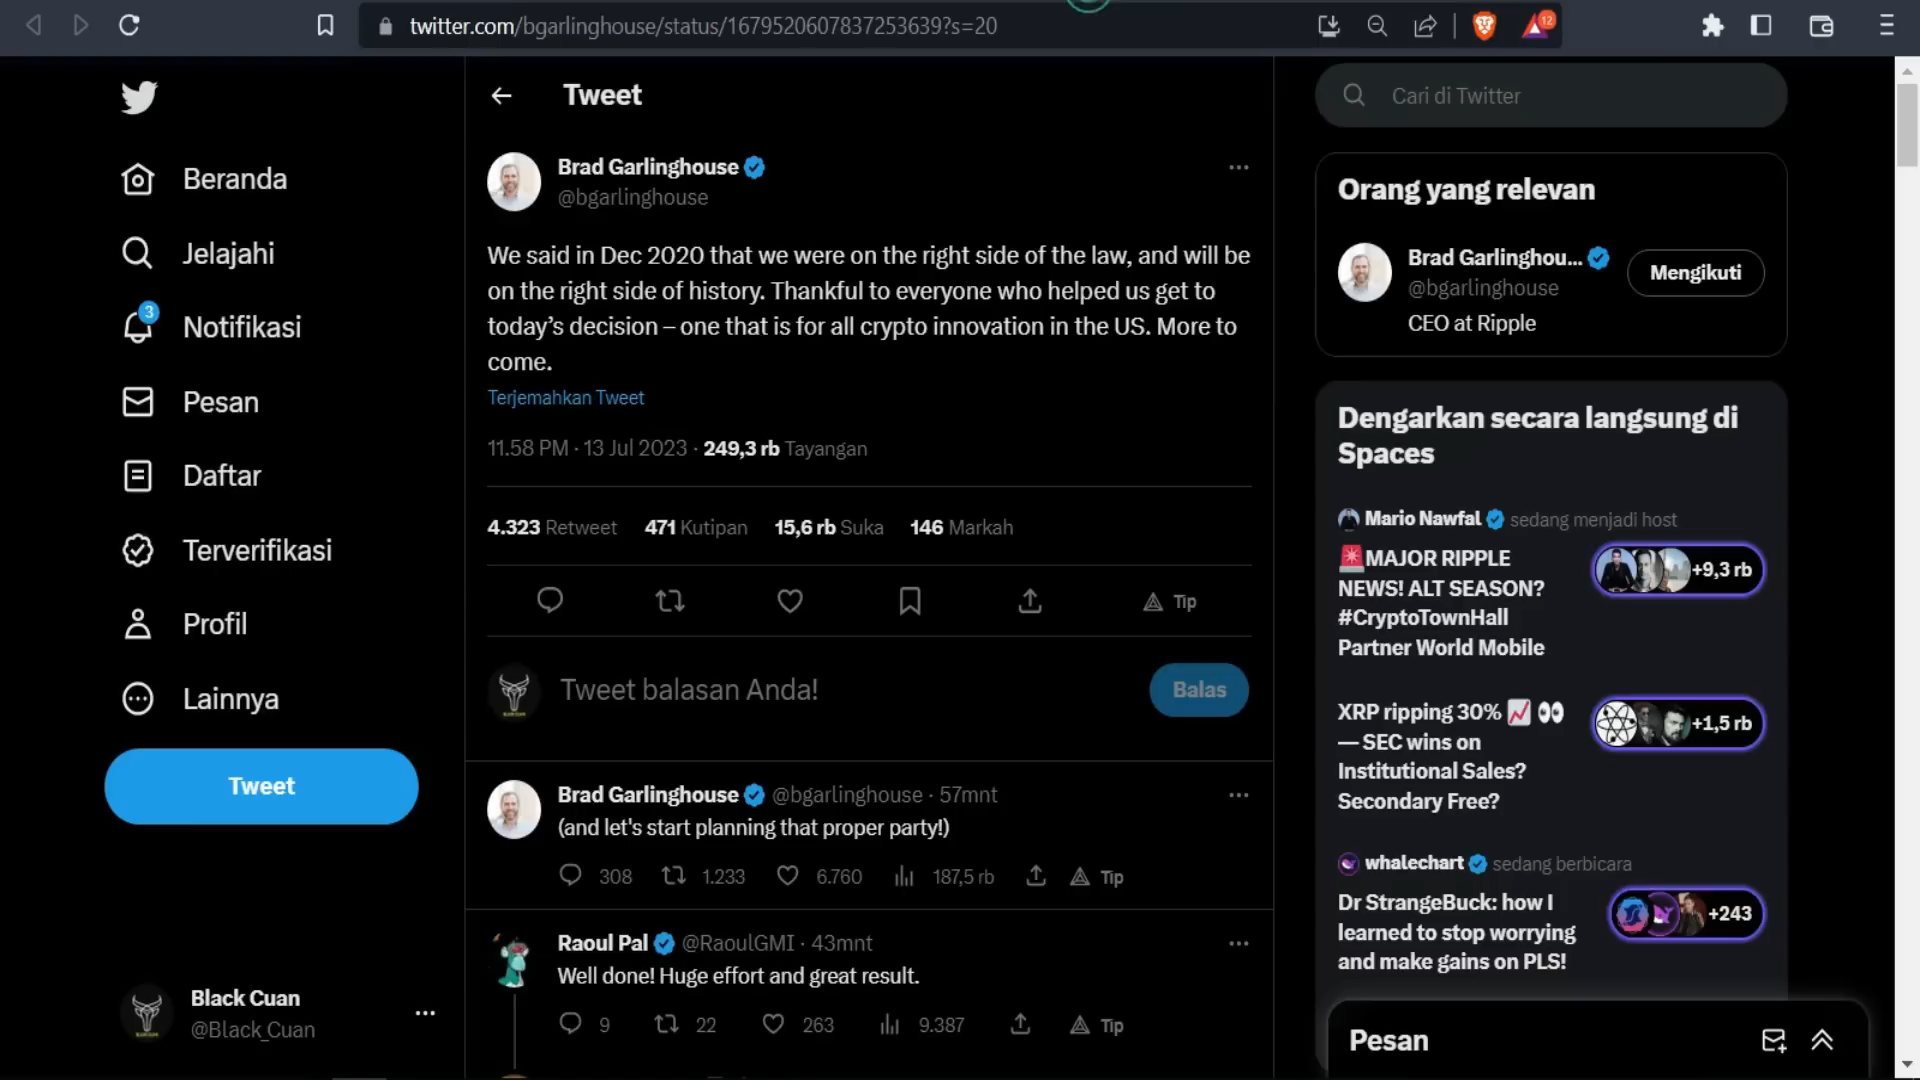 twitter.com/bgarlinghouse/status/1679520607837253639?s=20
12
Beranda
Jelajahi
3
Notifikasi
Pesan
Daftar
Terverifikasi
Profil
Lainnya
Tweet
Black Cuan
@Black_Cuan
Tweet
Brad Garlinghouse
@bgarlinghouse
We said in Dec 2020 that we were on the right side of the law, and will be
on the right side of history. Thankful to everyone who helped us get to
today’s decision – one that is for all crypto innovation in the US. More to
come.
Terjemahkan Tweet
11.58 PM · 13 Jul 2023 · 249,3 rb Tayangan
4.323 Retweet 471 Kutipan 15,6 rb Suka 146 Markah
Tip
Tweet balasan Anda!
Balas
Brad Garlinghouse @bgarlinghouse · 57mnt
(and let's start planning that proper party!)
308 1.233 6.760 187,5 rb Tip
Raoul Pal @RaoulGMI · 43mnt
Well done! Huge effort and great result.
9 22 263 9.387 Tip
Cari di Twitter
Orang yang relevan
Brad Garlinghou...
@bgarlinghouse
Mengikuti
CEO at Ripple
Dengarkan secara langsung di
Spaces
Mario Nawfal sedang menjadi host
MAJOR RIPPLE
NEWS! ALT SEASON?
#CryptoTownHall
Partner World Mobile
+9,3 rb
XRP ripping 30%
— SEC wins on
Institutional Sales?
Secondary Free?
+1,5 rb
whalechart sedang berbicara
Dr StrangeBuck: how I
learned to stop worrying
and make gains on PLS!
+243
Pesan